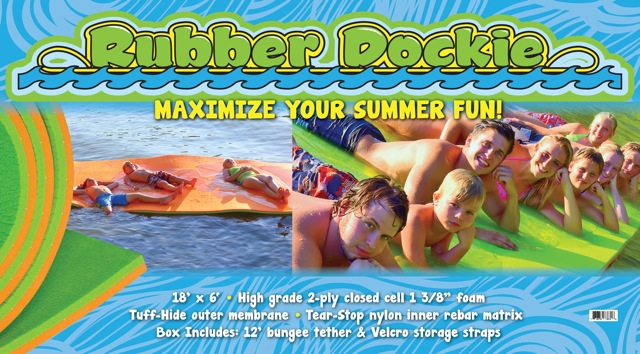 Rubber Dockie
MAXIMIZE YOUR SUMMER FUN!
18' x 6' • High grade 2-ply closed cell 1 3/8" foam
Tuff-Hide outer membrane • Tear-Stop nylon inner rebar matrix
Box Includes: 12' bungee tether & Velcro storage straps